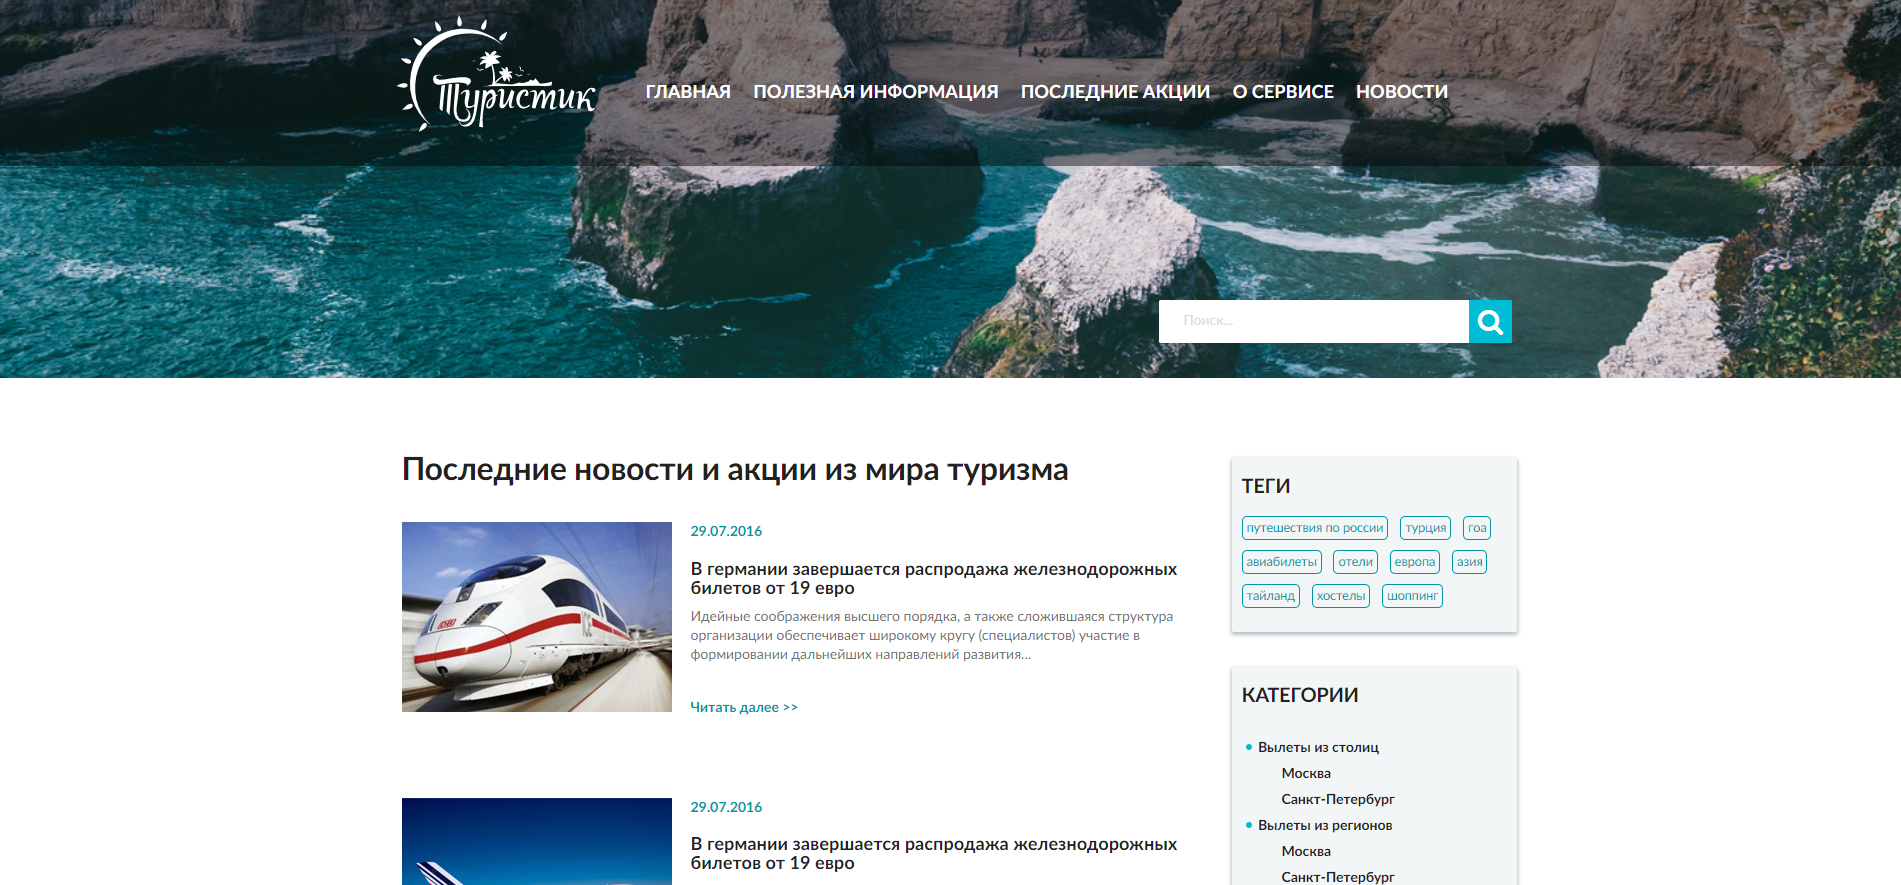 Туристик
ГЛАВНАЯ ПОЛЕЗНАЯ ИНФОРМАЦИЯ ПОСЛЕДНИЕ АКЦИИ О СЕРВИСЕ НОВОСТИ
Поиск...
Последние новости и акции из мира туризма
29.07.2016
В германии завершается распродажа железнодорожных
билетов от 19 евро
Идейные соображения высшего порядка, а также сложившаяся структура
организации обеспечивает широкому кругу (специалистов) участие в
формировании дальнейших направлений развития...
Читать далее >>
29.07.2016
В германии завершается распродажа железнодорожных
билетов от 19 евро
ТЕГИ
путешествия по россии турция гоа
авиабилеты отели европа азия
тайланд хостелы шоппинг
КАТЕГОРИИ
Вылеты из столиц
Москва
Санкт-Петербург
Вылеты из регионов
Москва
Санкт-Петербург